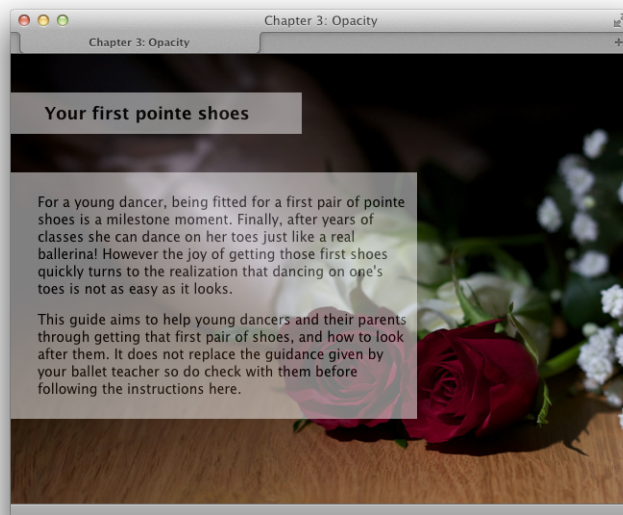 Chapter 3: Opacity
Chapter 3: Opacity
Your first pointe shoes
For a young dancer, being fitted for a first pair of pointe
shoes is a milestone moment. Finally, after years of
classes she can dance on her toes just like a real
ballerina! However the joy of getting those first shoes
quickly turns to the realization that dancing on one's
toes is not as easy as it looks.
This guide aims to help young dancers and their parents
through getting that first pair of shoes, and how to look
after them. It does not replace the guidance given by
your ballet teacher so do check with them before
following the instructions here.